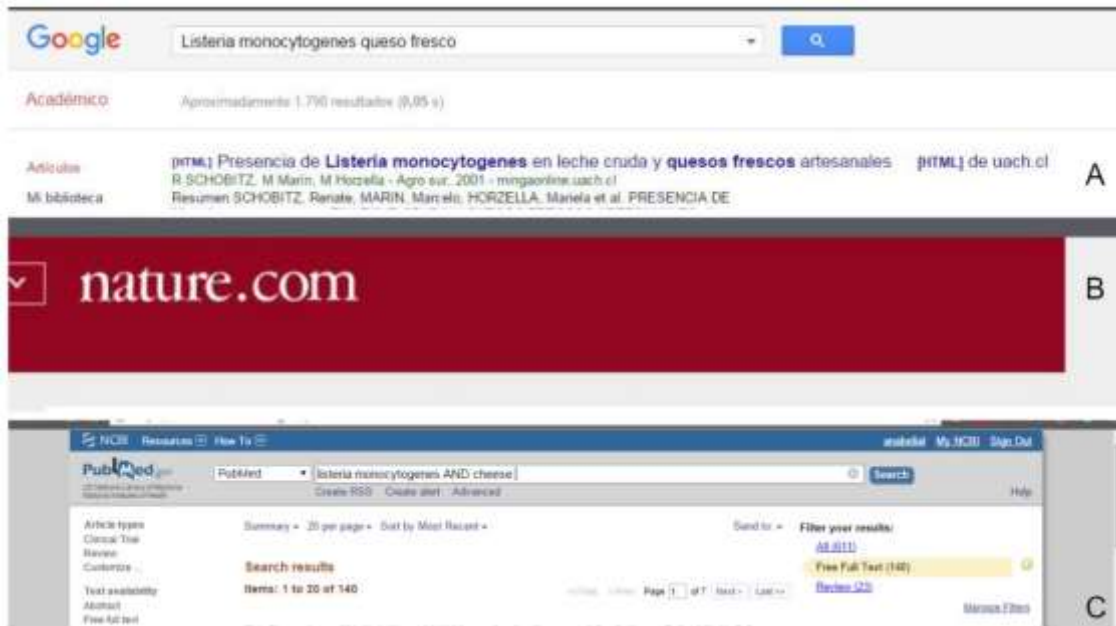 Google Listeria monocytogenes queso fresco
Académico Aproximadamente 1.790 resultados (0,05 s)
Artículos [HTML] Presencia de Listeria monocytogenes en leche cruda y quesos frescos artesanales [HTML] de uach.cl
R SCHOBITZ, M Marin, M Horzella - Agro sur, 2001 - mingaonline.uach.cl
Mi biblioteca Resumen SCHOBITZ, Renate, MARIN, Marcelo, HORZELLA, Mariela et al. PRESENCIA DE
A
nature.com
B
NCBI Resources How To anabelial My NCBI Sign Out
PubMed.gov PubMed listeria monocytogenes AND cheese Search
Create RSS Create alert Advanced Help
Article types Summary 20 per page Sort by Most Recent Send to Filter your results:
Clinical Trial
Review All (611)
Customize ... Search results Free Full Text (140)
Text availability Items: 1 to 20 of 140 Page 1 of 7 Next > Last >> Review (23)
Abstract Manage Filters
Free full text
C